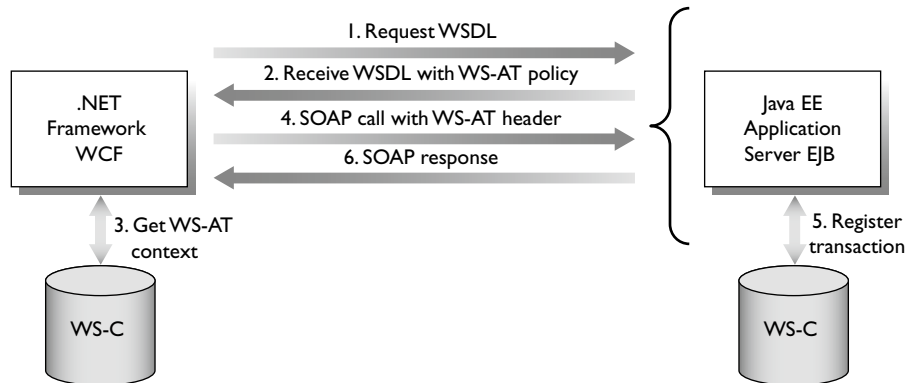 1. Request WSDL
2. Receive WSDL with WS-AT policy
4. SOAP call with WS-AT header
6. SOAP response
.NET
Framework
WCF
Java EE
Application
Server EJB
3. Get WS-AT
context
5. Register
transaction
WS-C
WS-C